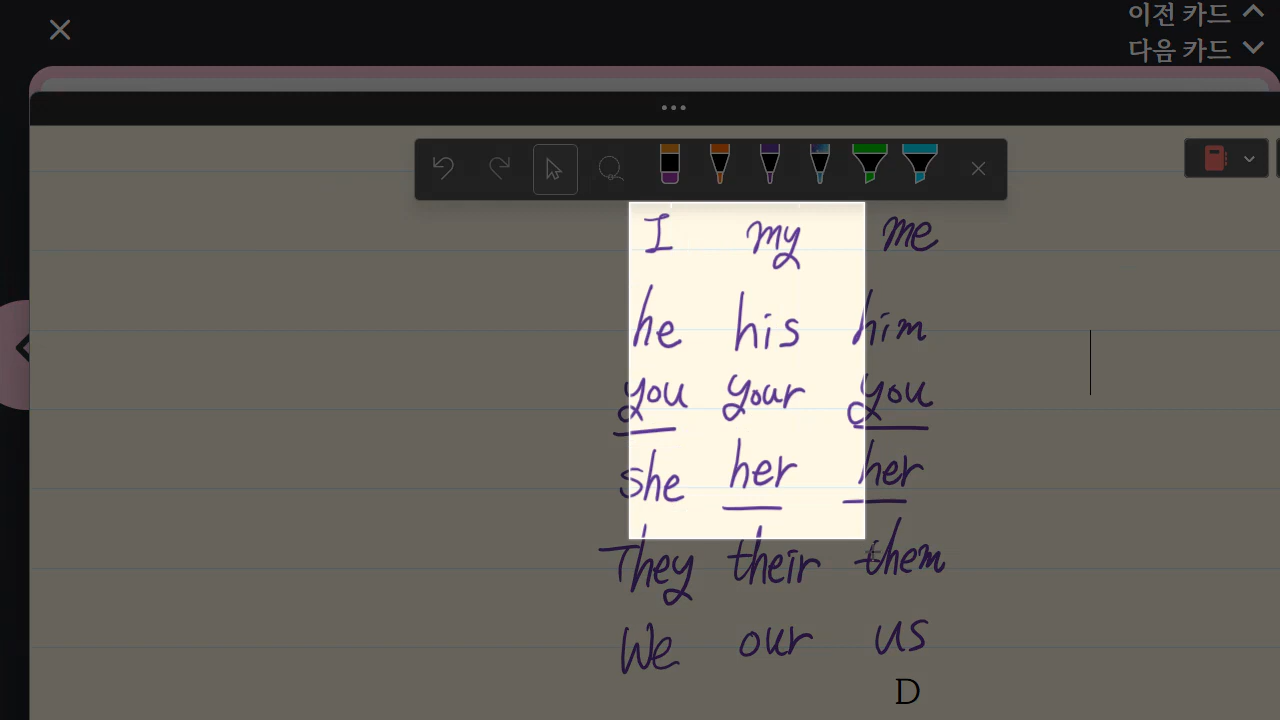 이전 카드
다음 카드
I my me
he his him
you your you
she her her
They their them
We our us
D